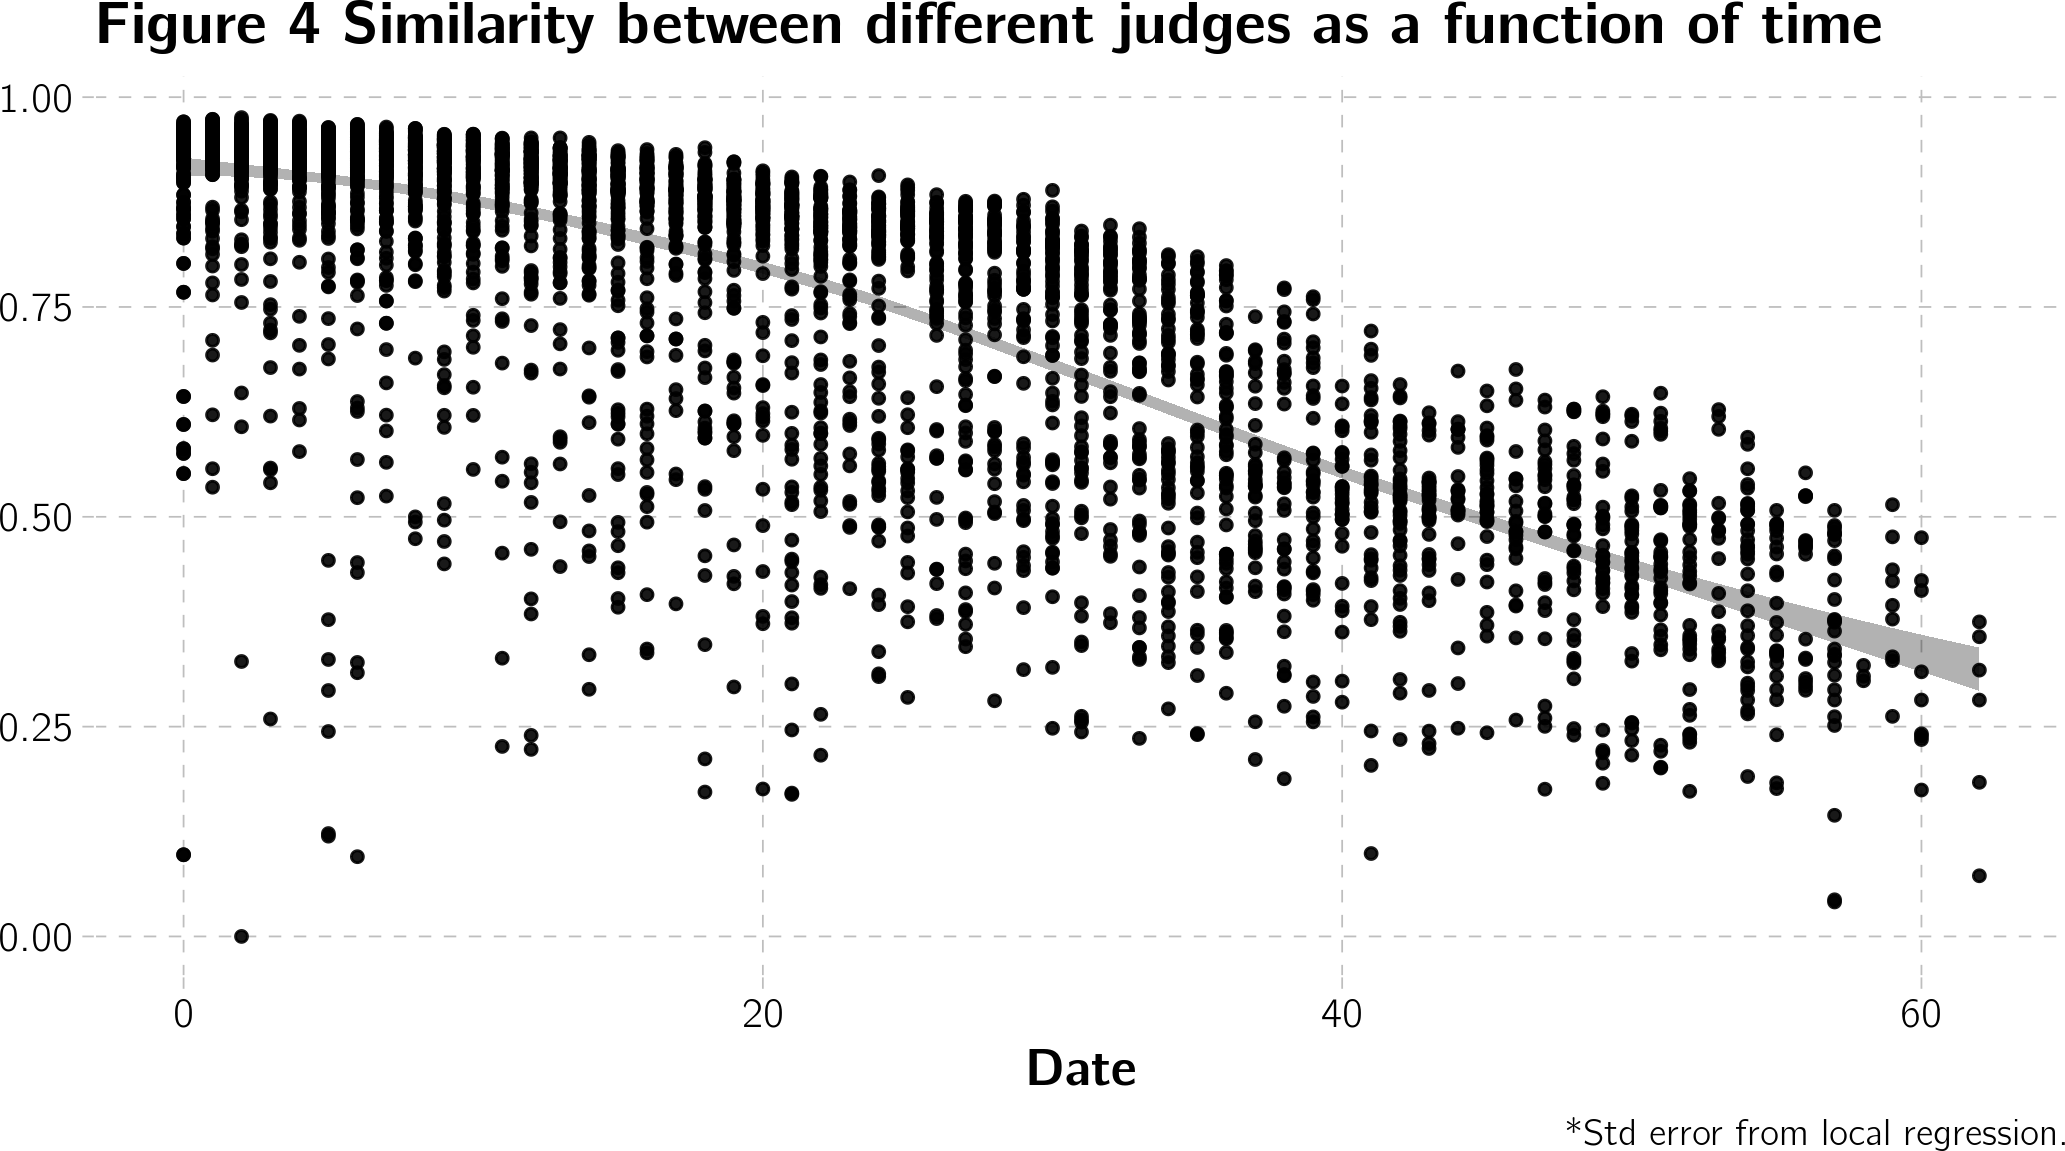 Figure 4 Similarity between different judges as a function of time
1.00
0.75
0.50
0.25
0.00
0 20 40 60
Date
*Std error from local regression.